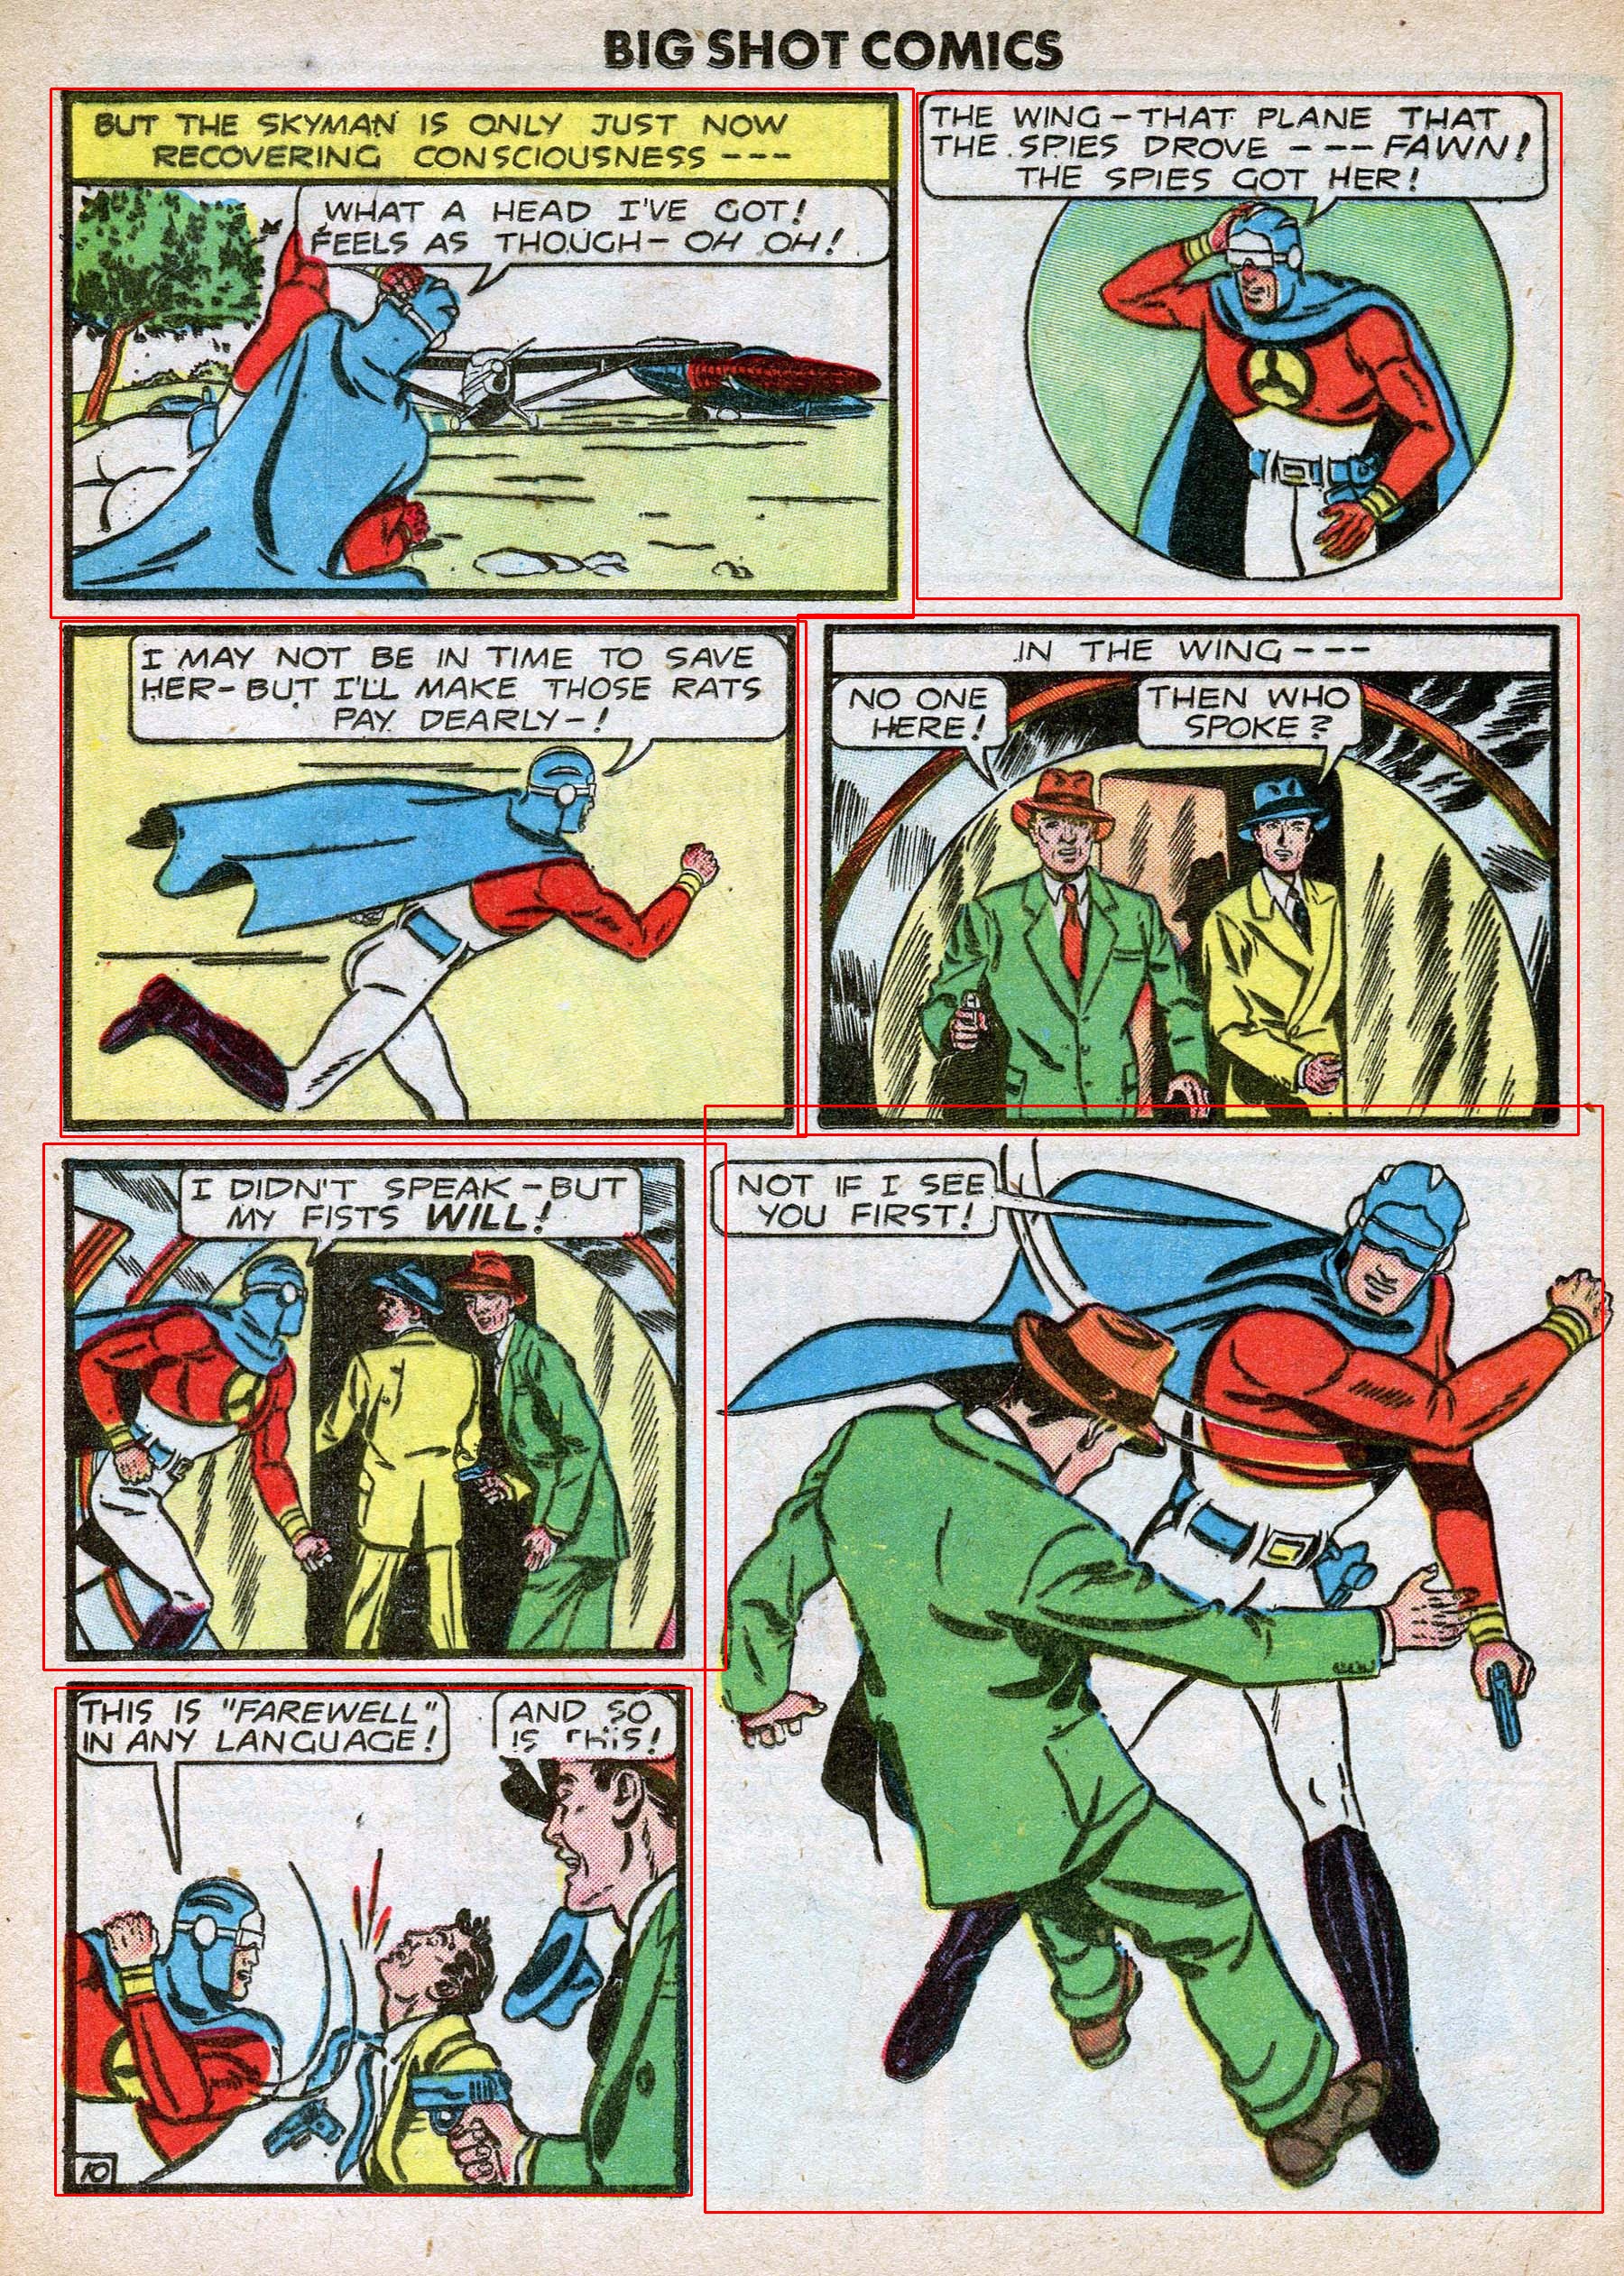 BIG SHOT COMICS
BUT THE SKYMAN IS ONLY JUST NOW
RECOVERING CONSCIOUSNESS ---
WHAT A HEAD I'VE GOT!
FEELS AS THOUGH- OH OH!
THE WING - THAT PLANE THAT
THE SPIES DROVE --- FAWN!
THE SPIES GOT HER!
I MAY NOT BE IN TIME TO SAVE
HER- BUT I'LL MAKE THOSE RATS
PAY DEARLY-!
IN THE WING ---
NO ONE
HERE!
THEN WHO
SPOKE?
I DIDN'T SPEAK - BUT
MY FISTS WILL!
THIS IS "FAREWELL"
IN ANY LANGUAGE!
AND SO
IS THIS!
10
NOT IF I SEE
YOU FIRST!